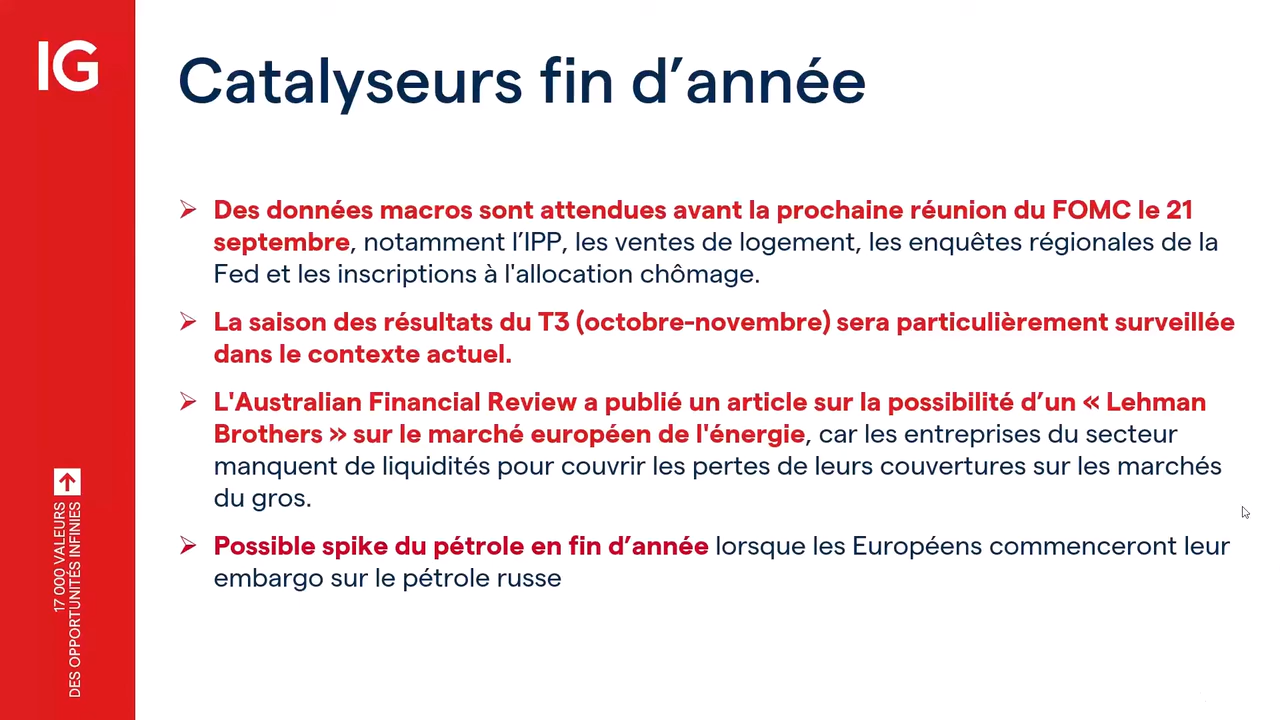 IG
Catalyseurs fin d’année
➢ Des données macros sont attendues avant la prochaine réunion du FOMC le 21
septembre, notamment l’IPP, les ventes de logement, les enquêtes régionales de la
Fed et les inscriptions à l'allocation chômage.
➢ La saison des résultats du T3 (octobre-novembre) sera particulièrement surveillée
dans le contexte actuel.
➢ L'Australian Financial Review a publié un article sur la possibilité d’un « Lehman
Brothers » sur le marché européen de l'énergie, car les entreprises du secteur
manquent de liquidités pour couvrir les pertes de leurs couvertures sur les marchés
du gros.
➢ Possible spike du pétrole en fin d’année lorsque les Européens commenceront leur
embargo sur le pétrole russe
17 000 VALEURS
DES OPPORTUNITÉS INFINIES